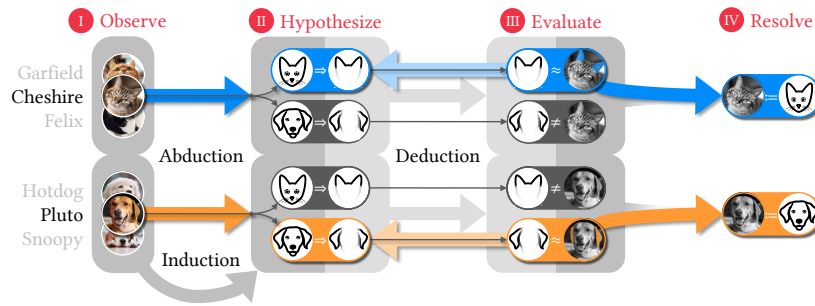 I Observe
II Hypothesize
III Evaluate
IV Resolve
Garfield
Cheshire
Felix
⇒
≈
:=
⇒
≠
Abduction
Deduction
Hotdog
Pluto
Snoopy
⇒
≠
⇒
≈
:=
Induction